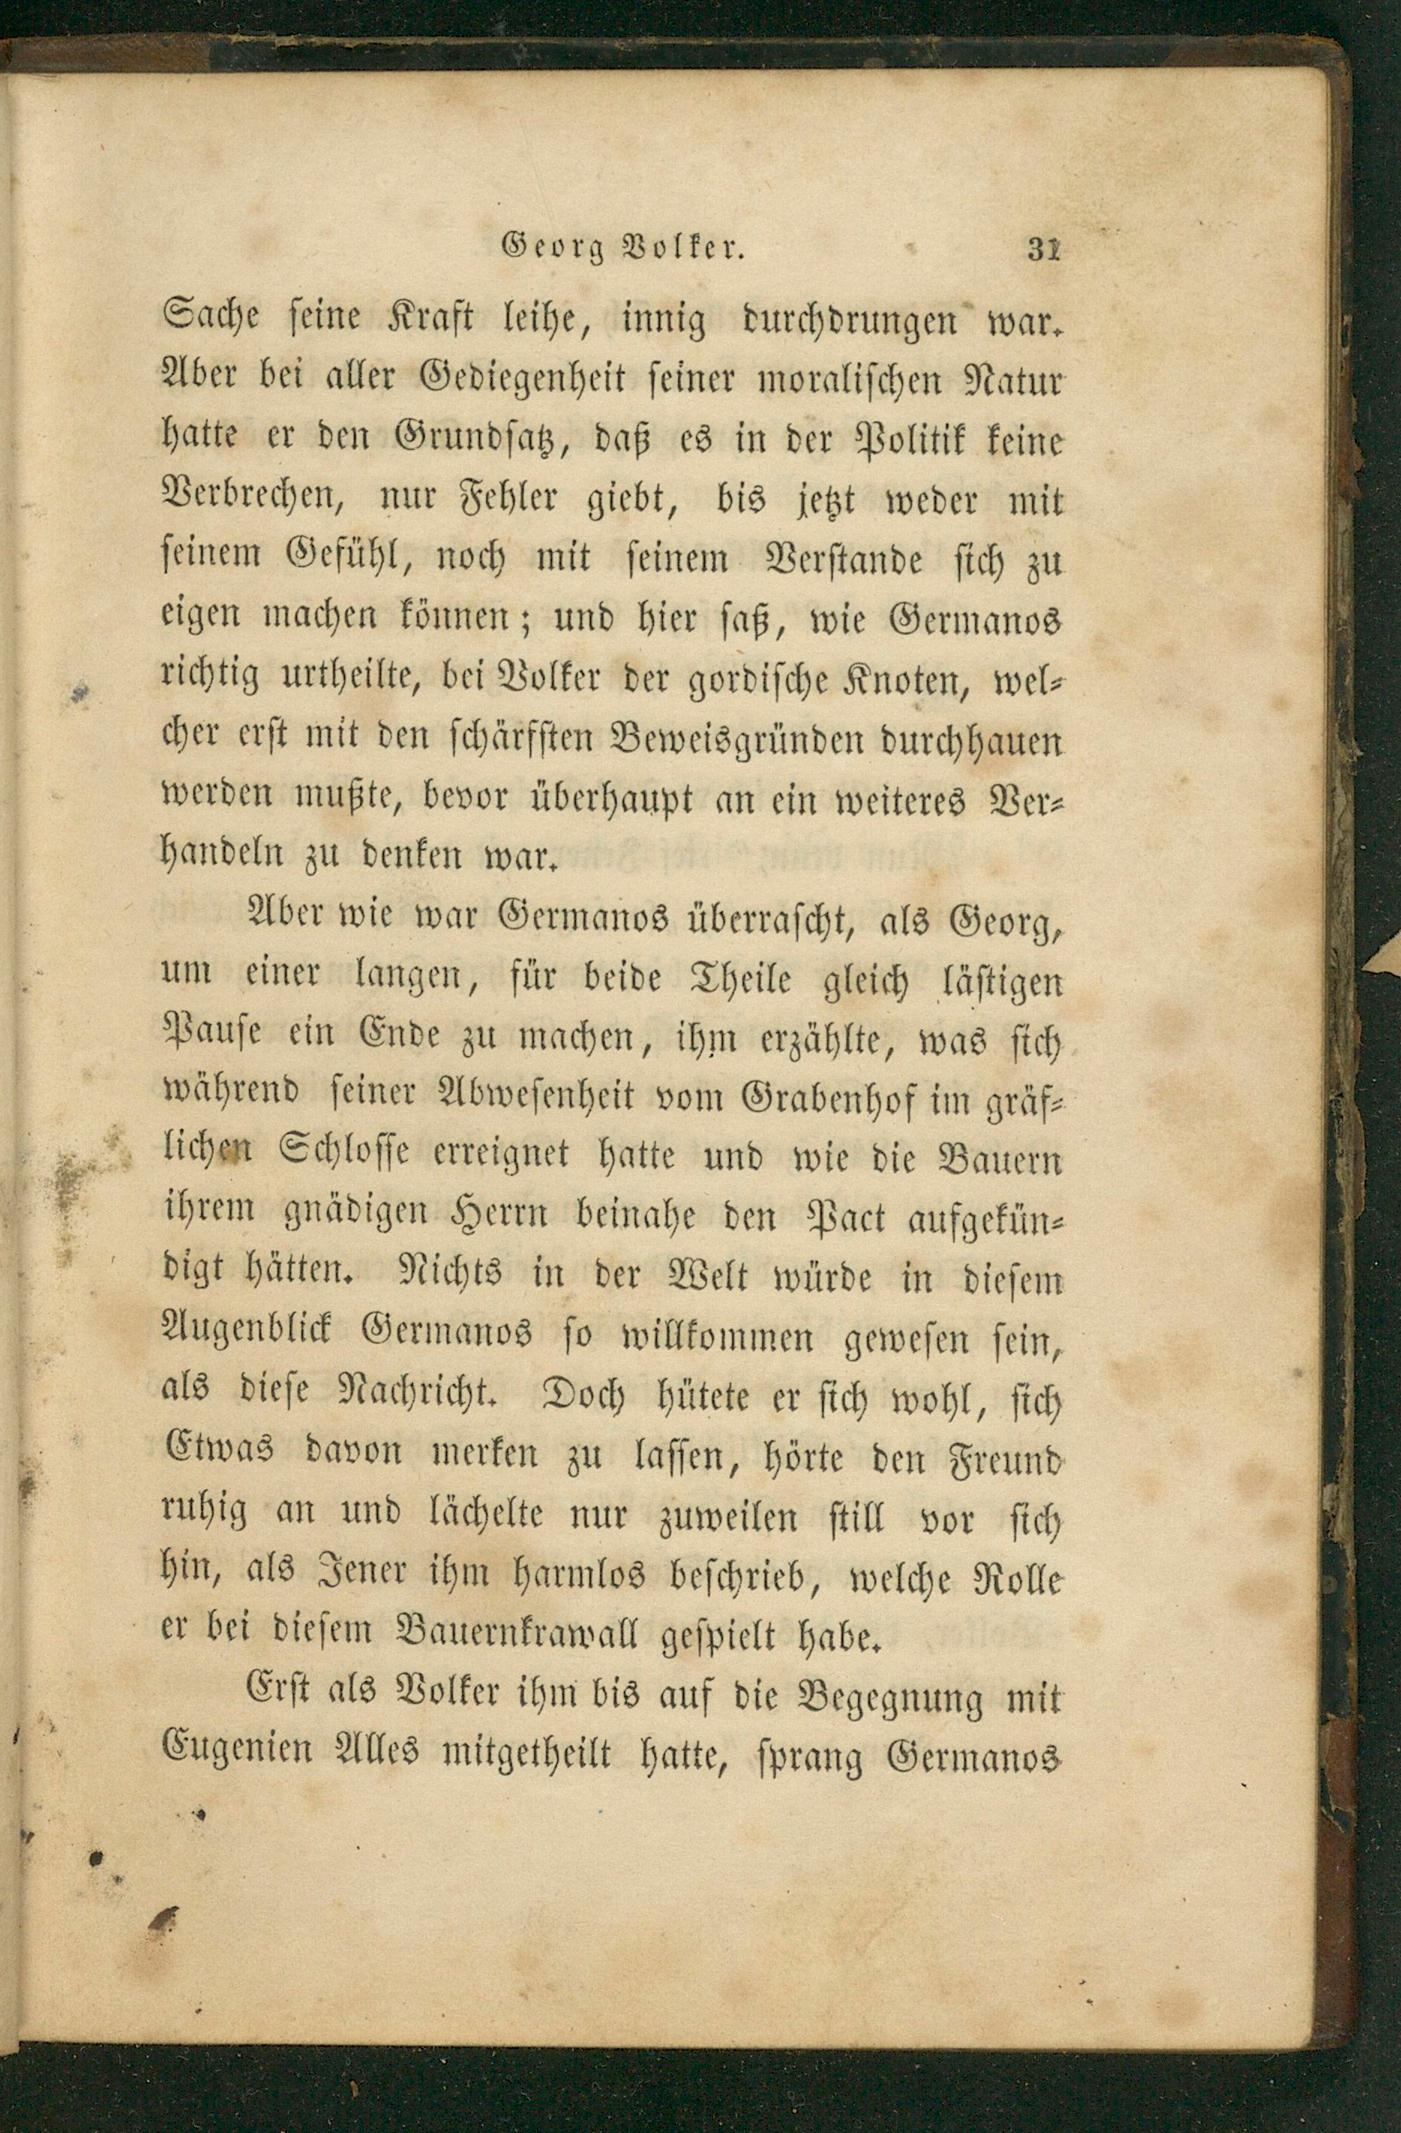 Georg Volker. 31
Sache seine Kraft leihe, innig durchdrungen war.
Aber bei aller Gediegenheit seiner moralischen Natur
hatte er den Grundsatz, daß es in der Politik keine
Verbrechen, nur Fehler giebt, bis jetzt weder mit
seinem Gefühl, noch mit seinem Verstande sich zu
eigen machen können; und hier saß, wie Germanos
richtig urtheilte, bei Volker der gordische Knoten, wel-
cher erst mit den schärfsten Beweisgründen durchhauen
werden mußte, bevor überhaupt an ein weiteres Ver-
handeln zu denken war.
Aber wie war Germanos überrascht, als Georg,
um einer langen, für beide Theile gleich lästigen
Pause ein Ende zu machen, ihm erzählte, was sich
während seiner Abwesenheit vom Grabenhof im gräf-
lichen Schlosse erreignet hatte und wie die Bauern
ihrem gnädigen Herrn beinahe den Pact aufgekün-
digt hätten. Nichts in der Welt würde in diesem
Augenblick Germanos so willkommen gewesen sein,
als diese Nachricht. Doch hütete er sich wohl, sich
Etwas davon merken zu lassen, hörte den Freund
ruhig an und lächelte nur zuweilen still vor sich
hin, als Jener ihm harmlos beschrieb, welche Rolle
er bei diesem Bauernkrawall gespielt habe.
Erst als Volker ihm bis auf die Begegnung mit
Eugenien Alles mitgetheilt hatte, sprang Germanos